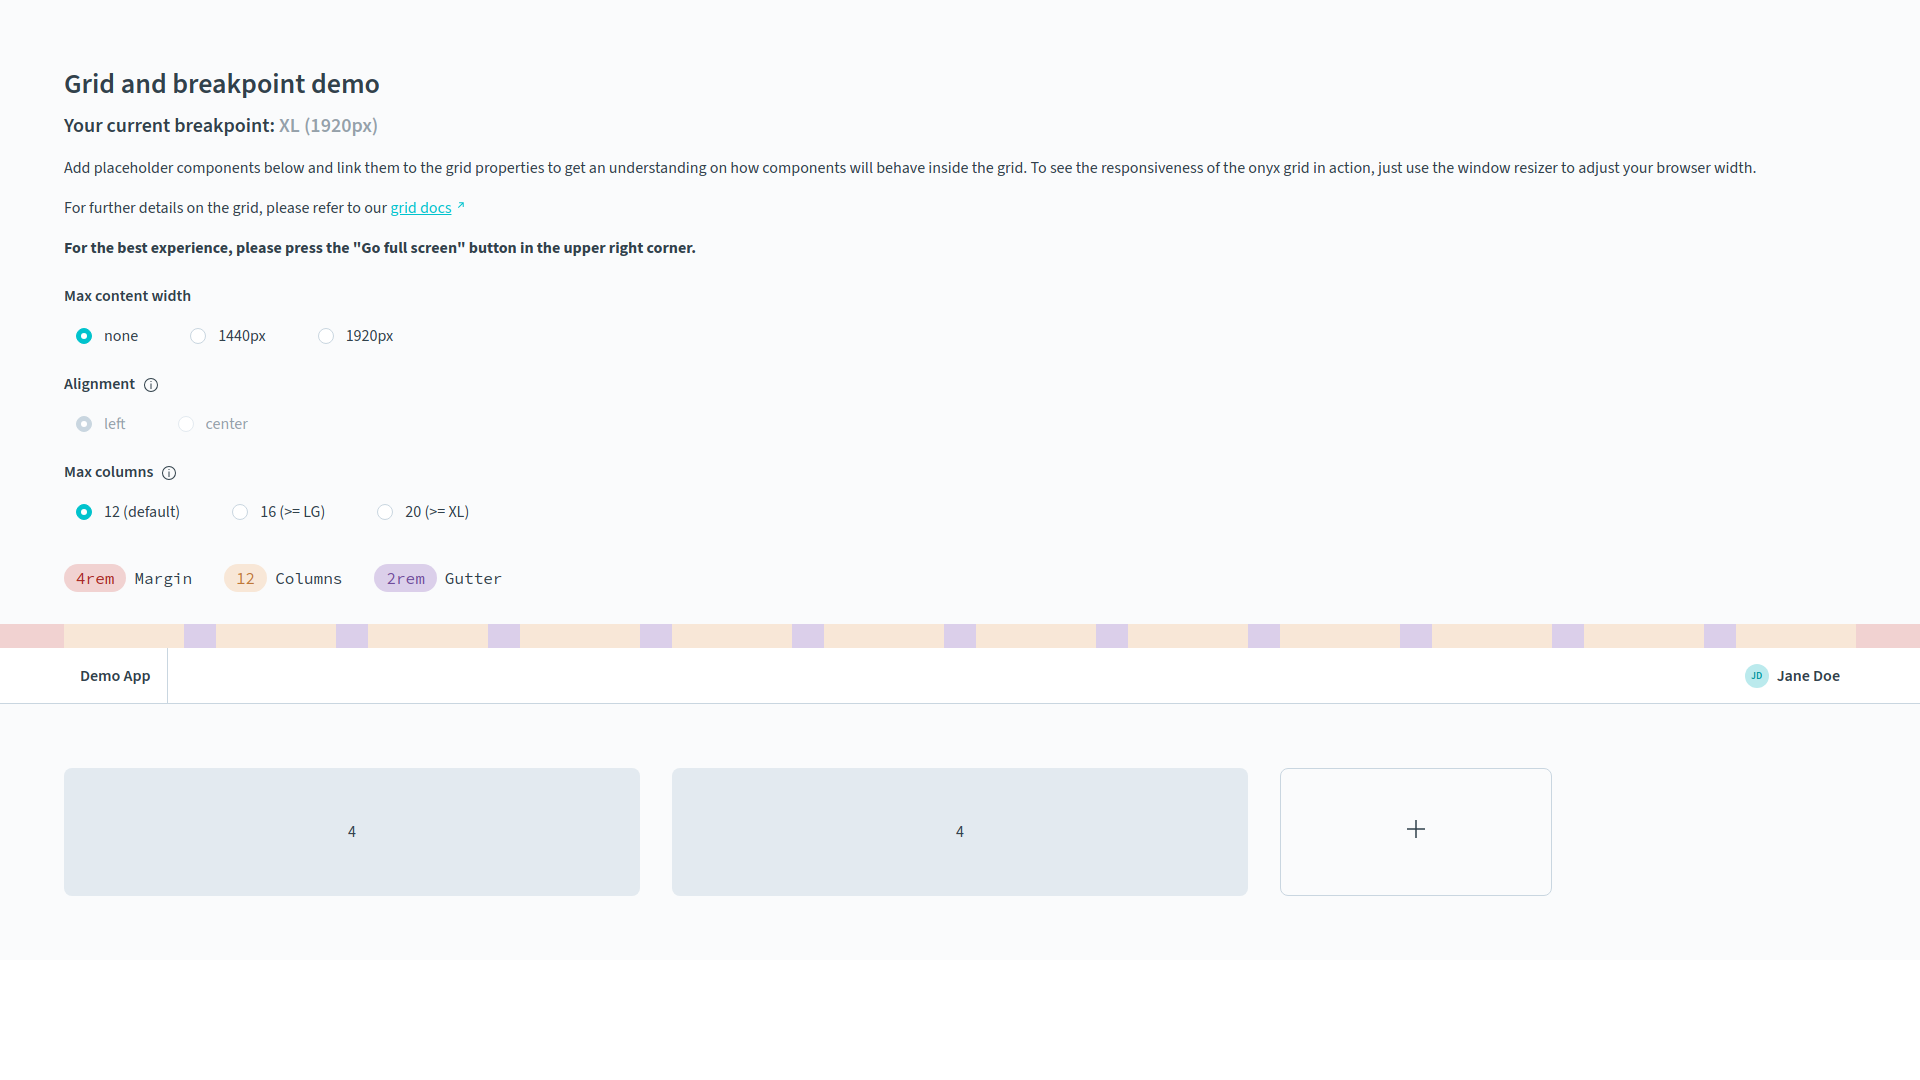 Grid and breakpoint demo
Your current breakpoint: XL (1920px)
Add placeholder components below and link them to the grid properties to get an understanding on how components will behave inside the grid. To see the responsiveness of the onyx grid in action, just use the window resizer to adjust your browser width.
For further details on the grid, please refer to our grid docs
For the best experience, please press the "Go full screen" button in the upper right corner.
Max content width
none 1440px 1920px
Alignment
left center
Max columns
12 (default) 16 (>= LG) 20 (>= XL)
4rem Margin 12 Columns 2rem Gutter
Demo App JD Jane Doe
4 4